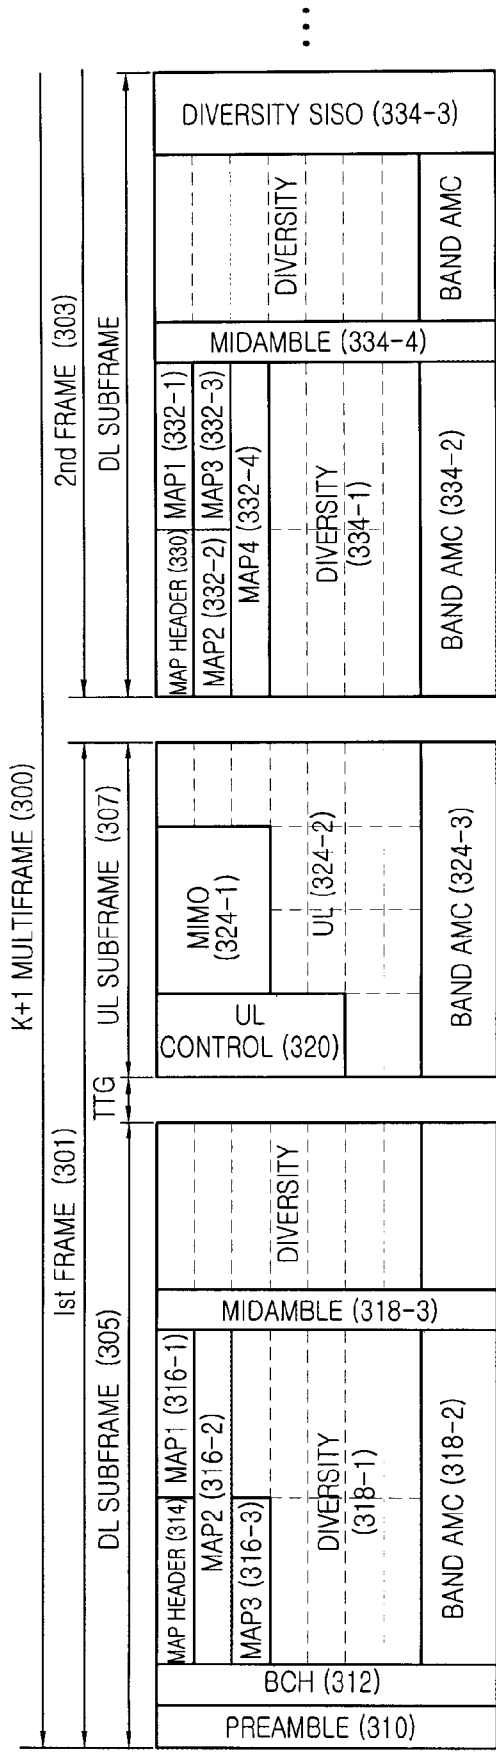 K+1 MULTIFRAME (300)
1st FRAME (301)
2nd FRAME (303)
DL SUBFRAME (305)
TTG
UL SUBFRAME (307)
DL SUBFRAME
PREAMBLE (310)
BCH (312)
MAP HEADER (314)
MAP1 (316-1)
MAP2 (316-2)
MAP3 (316-3)
DIVERSITY
(318-1)
BAND AMC (318-2)
MIDAMBLE (318-3)
DIVERSITY
UL
CONTROL (320)
MIMO
(324-1)
UL (324-2)
BAND AMC (324-3)
MAP HEADER (330)
MAP1 (332-1)
MAP2 (332-2)
MAP3 (332-3)
MAP4 (332-4)
DIVERSITY
(334-1)
BAND AMC (334-2)
MIDAMBLE (334-4)
DIVERSITY
BAND AMC
DIVERSITY SISO (334-3)
...